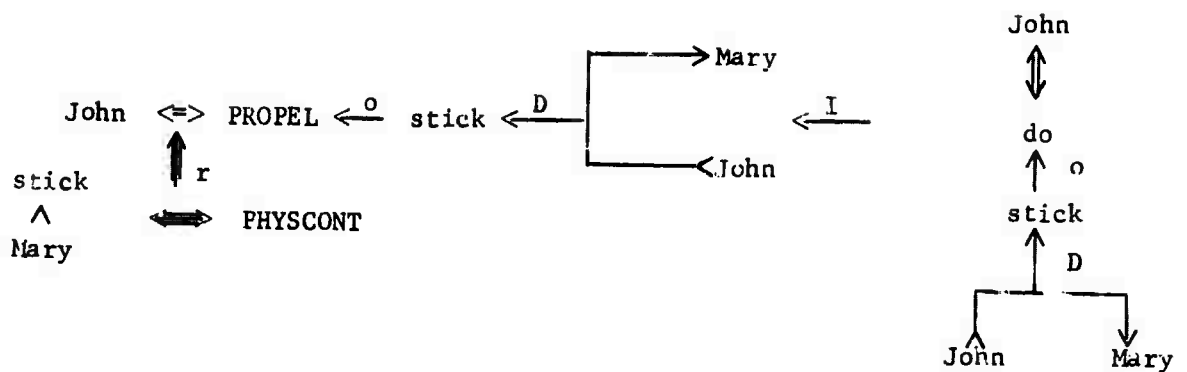 John
Mary
John <=> PROPEL o stick D I
do
John
r
o
stick
stick
PHYSCONT
Mary
D
John Mary